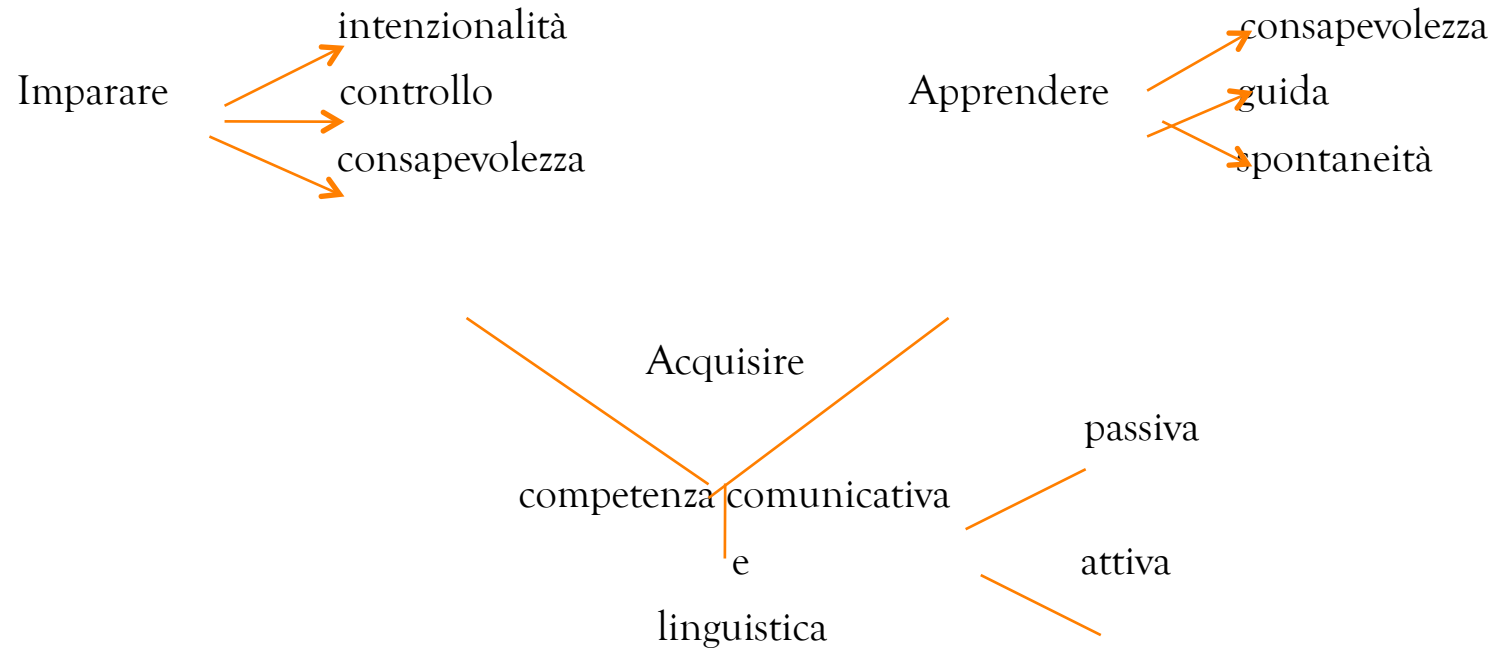 intenzionalità
consapevolezza
Imparare
controllo
Apprendere
guida
consapevolezza
spontaneità
Acquisire
passiva
competenza comunicativa
e
attiva
linguistica